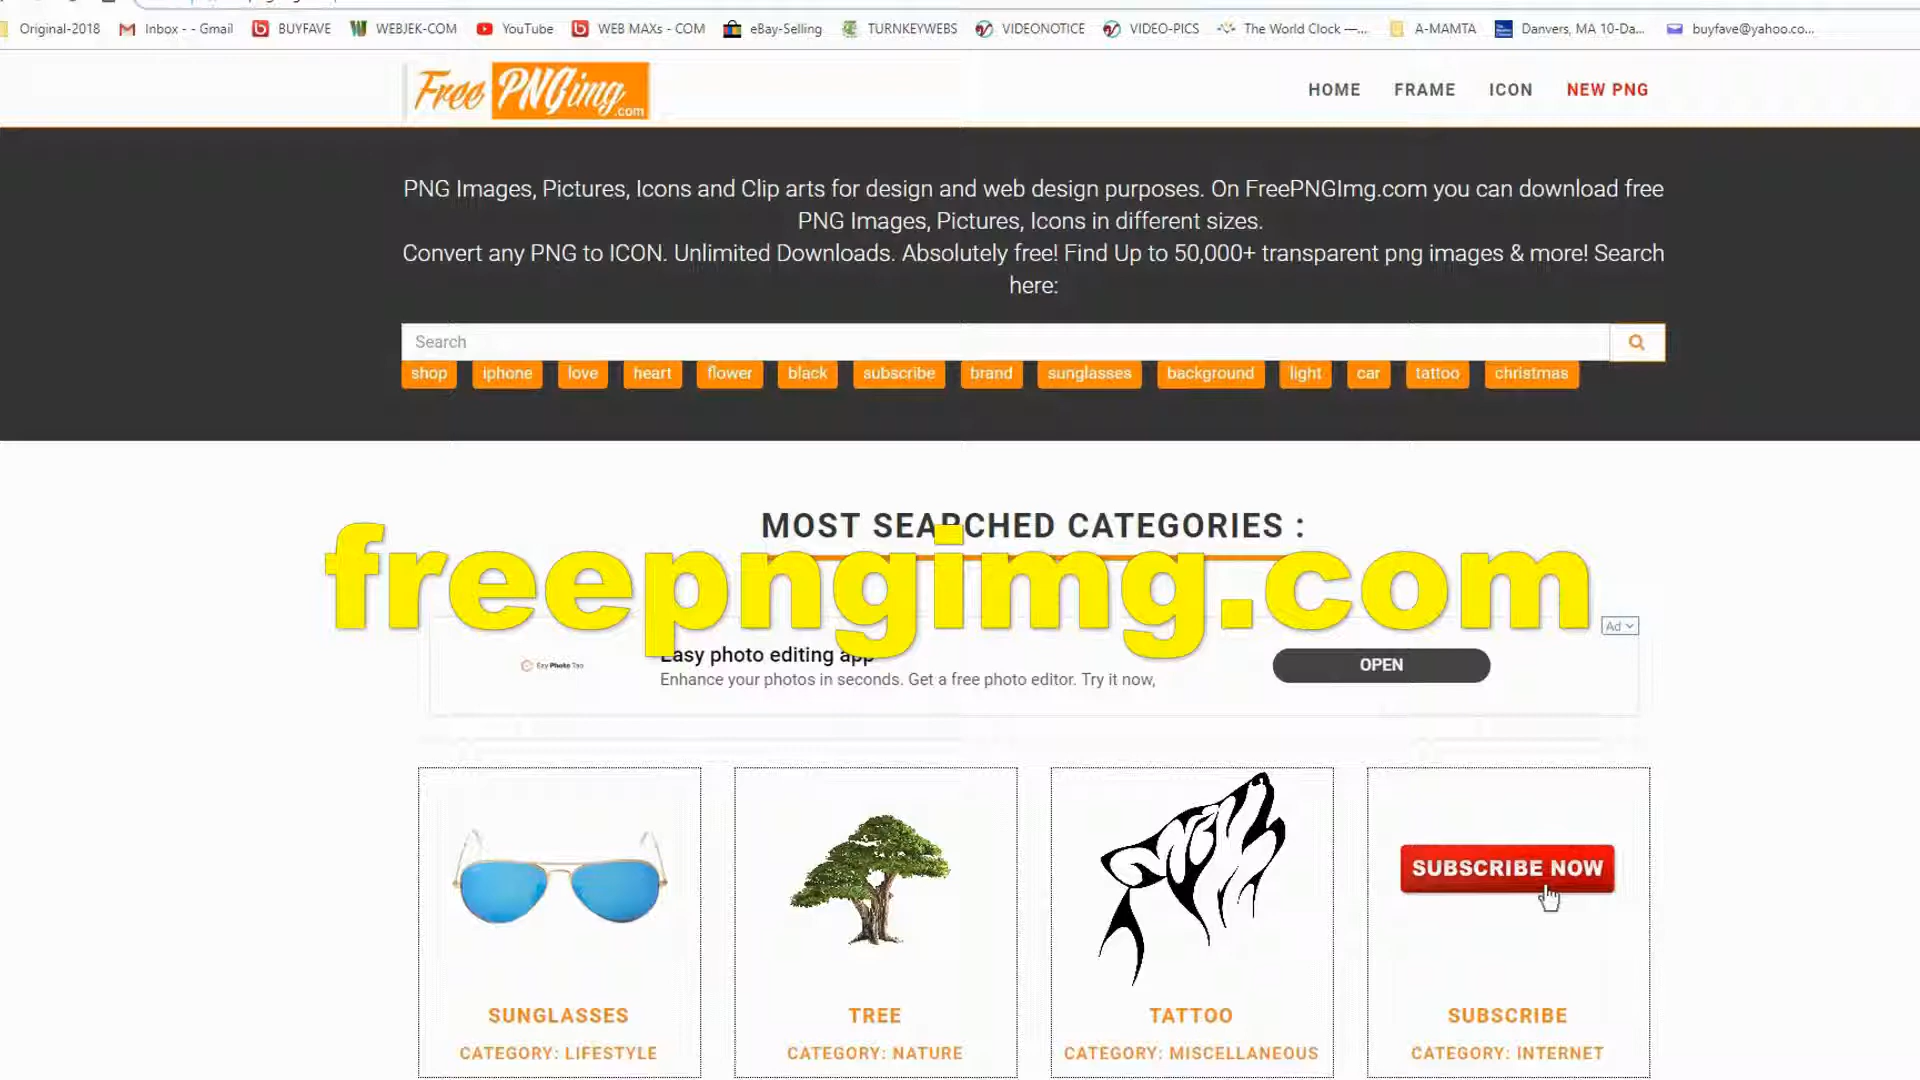 Original-2018 Inbox - - Gmail BUYFAVE WEBJEK-COM YouTube WEB MAXs - COM eBay-Selling TURNKEYWEBS VIDEONOTICE VIDEO-PICS The World Clock —... A-MAMTA Danvers, MA 10-Da... buyfave@yahoo.co...
Free PNGimg .com
HOME FRAME ICON NEW PNG
PNG Images, Pictures, Icons and Clip arts for design and web design purposes. On FreePNGImg.com you can download free
PNG Images, Pictures, Icons in different sizes.
Convert any PNG to ICON. Unlimited Downloads. Absolutely free! Find Up to 50,000+ transparent png images & more! Search
here:
Search
shop iphone love heart flower black subscribe brand sunglasses background light car tattoo christmas
MOST SEARCHED CATEGORIES :
freepngimg.com
Ad
Easy photo editing app
OPEN
Enhance your photos in seconds. Get a free photo editor. Try it now,
SUBSCRIBE NOW
SUNGLASSES TREE TATTOO SUBSCRIBE
CATEGORY: LIFESTYLE CATEGORY: NATURE CATEGORY: MISCELLANEOUS CATEGORY: INTERNET